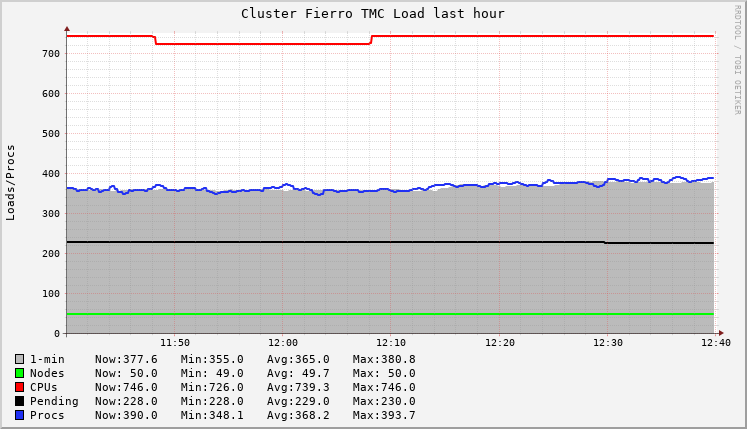 Cluster Fierro TMC Load last hour
RRDTOOL / TOBI OETIKER
Loads/Procs
700
600
500
400
300
200
100
0
11:50 12:00 12:10 12:20 12:30 12:40
1-min Now:377.6 Min:355.0 Avg:365.0 Max:380.8
Nodes Now: 50.0 Min: 49.0 Avg: 49.7 Max: 50.0
CPUs Now:746.0 Min:726.0 Avg:739.3 Max:746.0
Pending Now:228.0 Min:228.0 Avg:229.0 Max:230.0
Procs Now:390.0 Min:348.1 Avg:368.2 Max:393.7